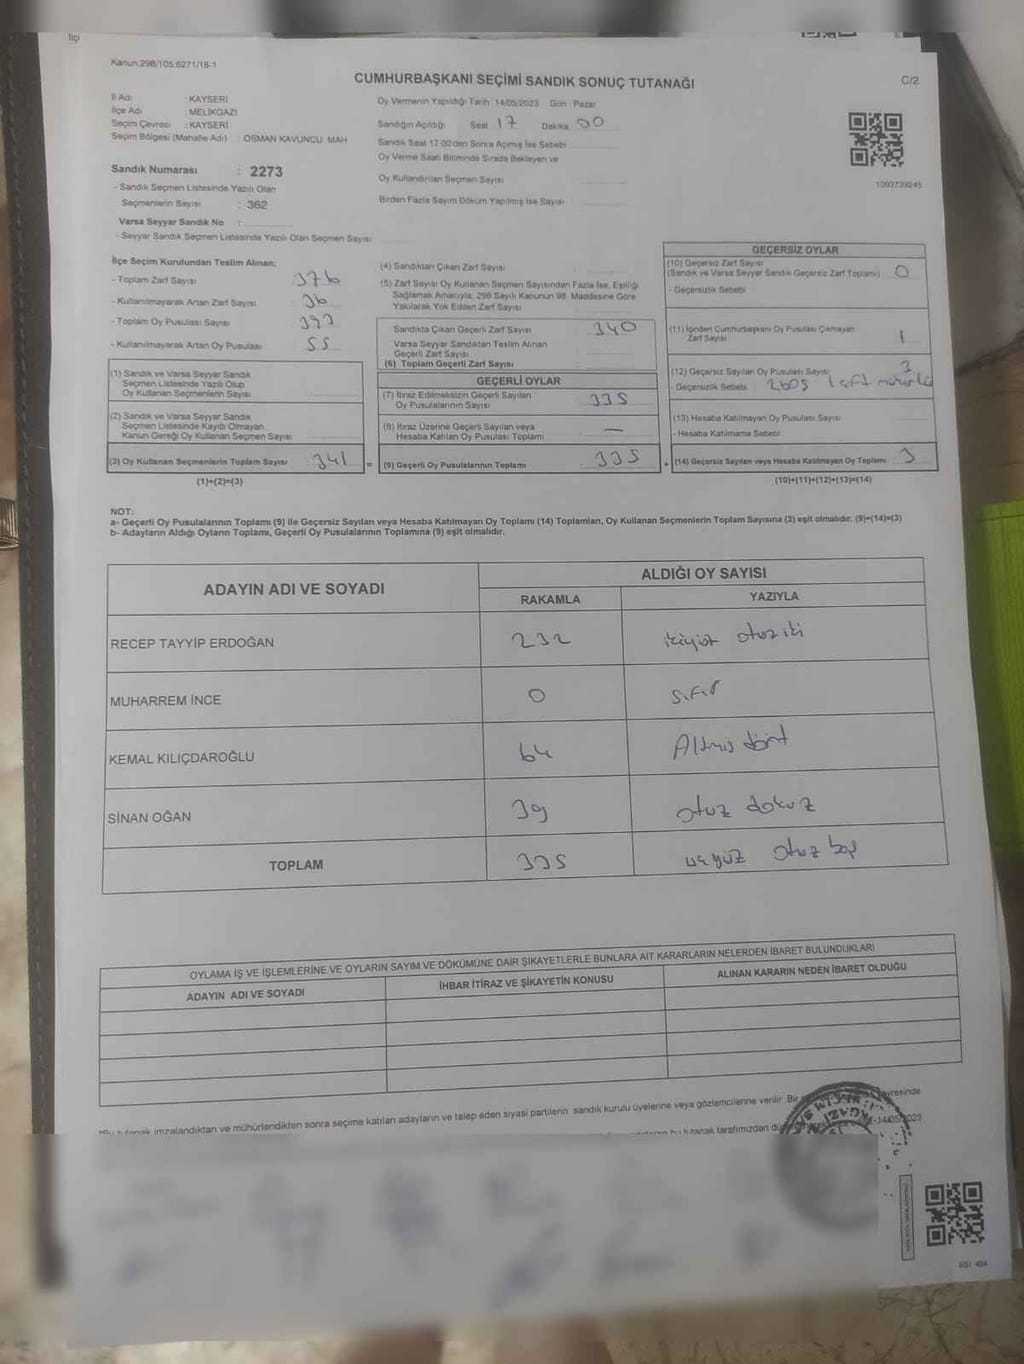 İlçi
Kanun.298/105.6271/18-1
CUMHURBAŞKANI SEÇİMİ SANDIK SONUÇ TUTANAĞI
C/2
İl Adı : KAYSERİ
İlçe Adı : MELİKGAZİ
Seçim Çevresi : KAYSERİ
Seçim Bölgesi (Mahalle Adı) : OSMAN KAVUNCU MAH
Oy Vermenin Yapıldığı Tarih : 14/05/2023 Gün : Pazar
Sandığın Açıldığı Saat 17 Dakika 00
Sandık Saat 17.00'den Sonra Açılmış İse Sebebi
Oy Verme Saati Bitiminde Sırada Bekleyen ve
Oy Kullandırılan Seçmen Sayısı
Birden Fazla Sayım Döküm Yapılmış İse Sayısı
1093739245
Sandık Numarası : 2273
- Sandık Seçmen Listesinde Yazılı Olan
Seçmenlerin Sayısı : 362
Varsa Seyyar Sandık No :
- Seyyar Sandık Seçmen Listesinde Yazılı Olan Seçmen Sayısı
İlçe Seçim Kurulundan Teslim Alınan;
- Toplam Zarf Sayısı 376
- Kullanılmayarak Artan Zarf Sayısı 36
- Toplam Oy Pusulası Sayısı
- Kullanılmayarak Artan Oy Pusulası 55
(1) Sandık ve Varsa Seyyar Sandık
Seçmen Listesinde Yazılı Olup
Oy Kullanan Seçmenlerin Sayısı
(2) Sandık ve Varsa Seyyar Sandık
Seçmen Listesinde Kayıtlı Olmayan
Kanun Gereği Oy Kullanan Seçmen Sayısı
(3) Oy Kullanan Seçmenlerin Toplam Sayısı 341
(1)+(2)=(3)
(4) Sandıktan Çıkan Zarf Sayısı
(5) Zarf Sayısı Oy Kullanan Seçmen Sayısından Fazla İse, Eşitliği
Sağlamak Amacıyla; 298 Sayılı Kanunun 98. Maddesine Göre
Yakılarak Yok Edilen Zarf Sayısı
Sandıkta Çıkan Geçerli Zarf Sayısı 340
Varsa Seyyar Sandıktan Teslim Alınan
Geçerli Zarf Sayısı
(6) Toplam Geçerli Zarf Sayısı
GEÇERLİ OYLAR
(7) İtiraz Edilmeksizin Geçerli Sayılan
Oy Pusulalarının Sayısı 335
(8) İtiraz Üzerine Geçerli Sayılan veya
Hesaba Katılan Oy Pusulası Toplamı —
= (9) Geçerli Oy Pusulalarının Toplamı 335
GEÇERSİZ OYLAR
(10) Geçersiz Zarf Sayısı
(Sandık ve Varsa Seyyar Sandık Geçersiz Zarf Toplamı) 0
- Geçersizlik Sebebi
(11) İçinden Cumhurbaşkanı Oy Pusulası Çıkmayan
Zarf Sayısı 1
(12) Geçersiz Sayılan Oy Pusulası Sayısı 3
- Geçersizlik Sebebi 1 çift mühürlü
(13) Hesaba Katılmayan Oy Pusulası Sayısı
- Hesaba Katılmama Sebebi
+ (14) Geçersiz Sayılan veya Hesaba Katılmayan Oy Toplamı 3
(10)+(11)+(12)+(13)=(14)
NOT:
a- Geçerli Oy Pusulalarının Toplamı (9) ile Geçersiz Sayılan veya Hesaba Katılmayan Oy Toplamı (14) Toplamları, Oy Kullanan Seçmenlerin Toplam Sayısına (3) eşit olmalıdır. (9)+(14)=(3)
b- Adayların Aldığı Oyların Toplamı, Geçerli Oy Pusulalarının Toplamına (9) eşit olmalıdır.
ADAYIN ADI VE SOYADI
ALDIĞI OY SAYISI
RAKAMLA YAZIYLA
RECEP TAYYİP ERDOĞAN 232 ikiyüz otuz iki
MUHARREM İNCE 0 sıfır
KEMAL KILIÇDAROĞLU 64 Altmış dört
SİNAN OĞAN 39 otuz dokuz
TOPLAM 335 üçyüz otuz beş
OYLAMA İŞ VE İŞLEMLERİNE VE OYLARIN SAYIM VE DÖKÜMÜNE DAİR ŞİKAYETLERLE BUNLARA AİT KARARLARIN NELERDEN İBARET BULUNDUKLARI
ADAYIN ADI VE SOYADI İHBAR İTİRAZ VE ŞİKAYETİN KONUSU ALINAN KARARIN NEDEN İBARET OLDUĞU
*Bu tutanak imzalandıktan ve mühürlendikten sonra seçime katılan adayların ve talep eden siyasi partilerin sandık kurulu üyelerine veya gözlemcilerine verilir. Bir
bu tutanak tarafımızdan 14/05/2023